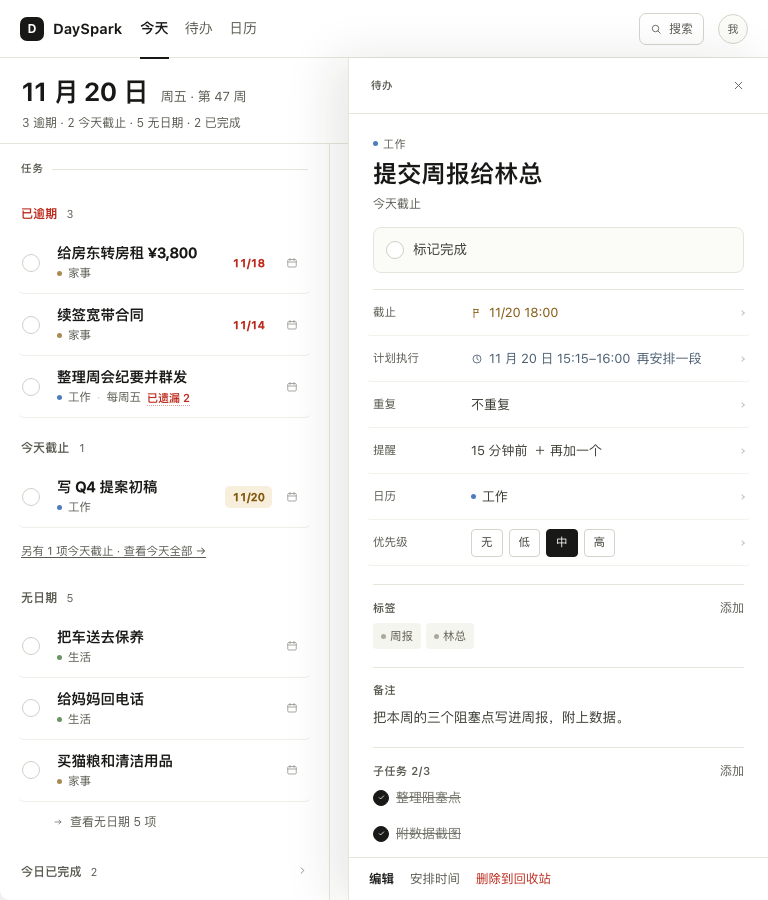 D DaySpark 今天 待办 日历 搜索 我
11 月 20 日 周五 · 第 47 周
3 逾期 · 2 今天截止 · 5 无日期 · 2 已完成
任务
已逾期 3
给房东转房租 ¥3,800
家事
11/18
续签宽带合同
家事
11/14
整理周会纪要并群发
工作 · 每周五 已遗漏 2
今天截止 1
写 Q4 提案初稿
工作
11/20
另有 1 项今天截止 · 查看今天全部 →
无日期 5
把车送去保养
生活
给妈妈回电话
生活
买猫粮和清洁用品
家事
→ 查看无日期 5 项
今日已完成 2
待办
工作
提交周报给林总
今天截止
标记完成
截止 11/20 18:00
计划执行 11 月 20 日 15:15–16:00 再安排一段
重复 不重复
提醒 15 分钟前 + 再加一个
日历 工作
优先级 无 低 中 高
标签 添加
周报 林总
备注
把本周的三个阻塞点写进周报，附上数据。
子任务 2/3 添加
整理阻塞点
附数据截图
编辑 安排时间 删除到回收站